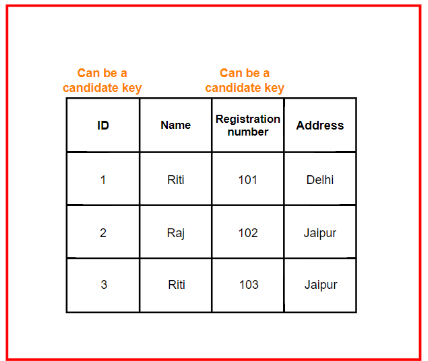 Can be a Can be a
candidate key candidate key
ID Name Registration number Address
1 Riti 101 Delhi
2 Raj 102 Jaipur
3 Riti 103 Jaipur